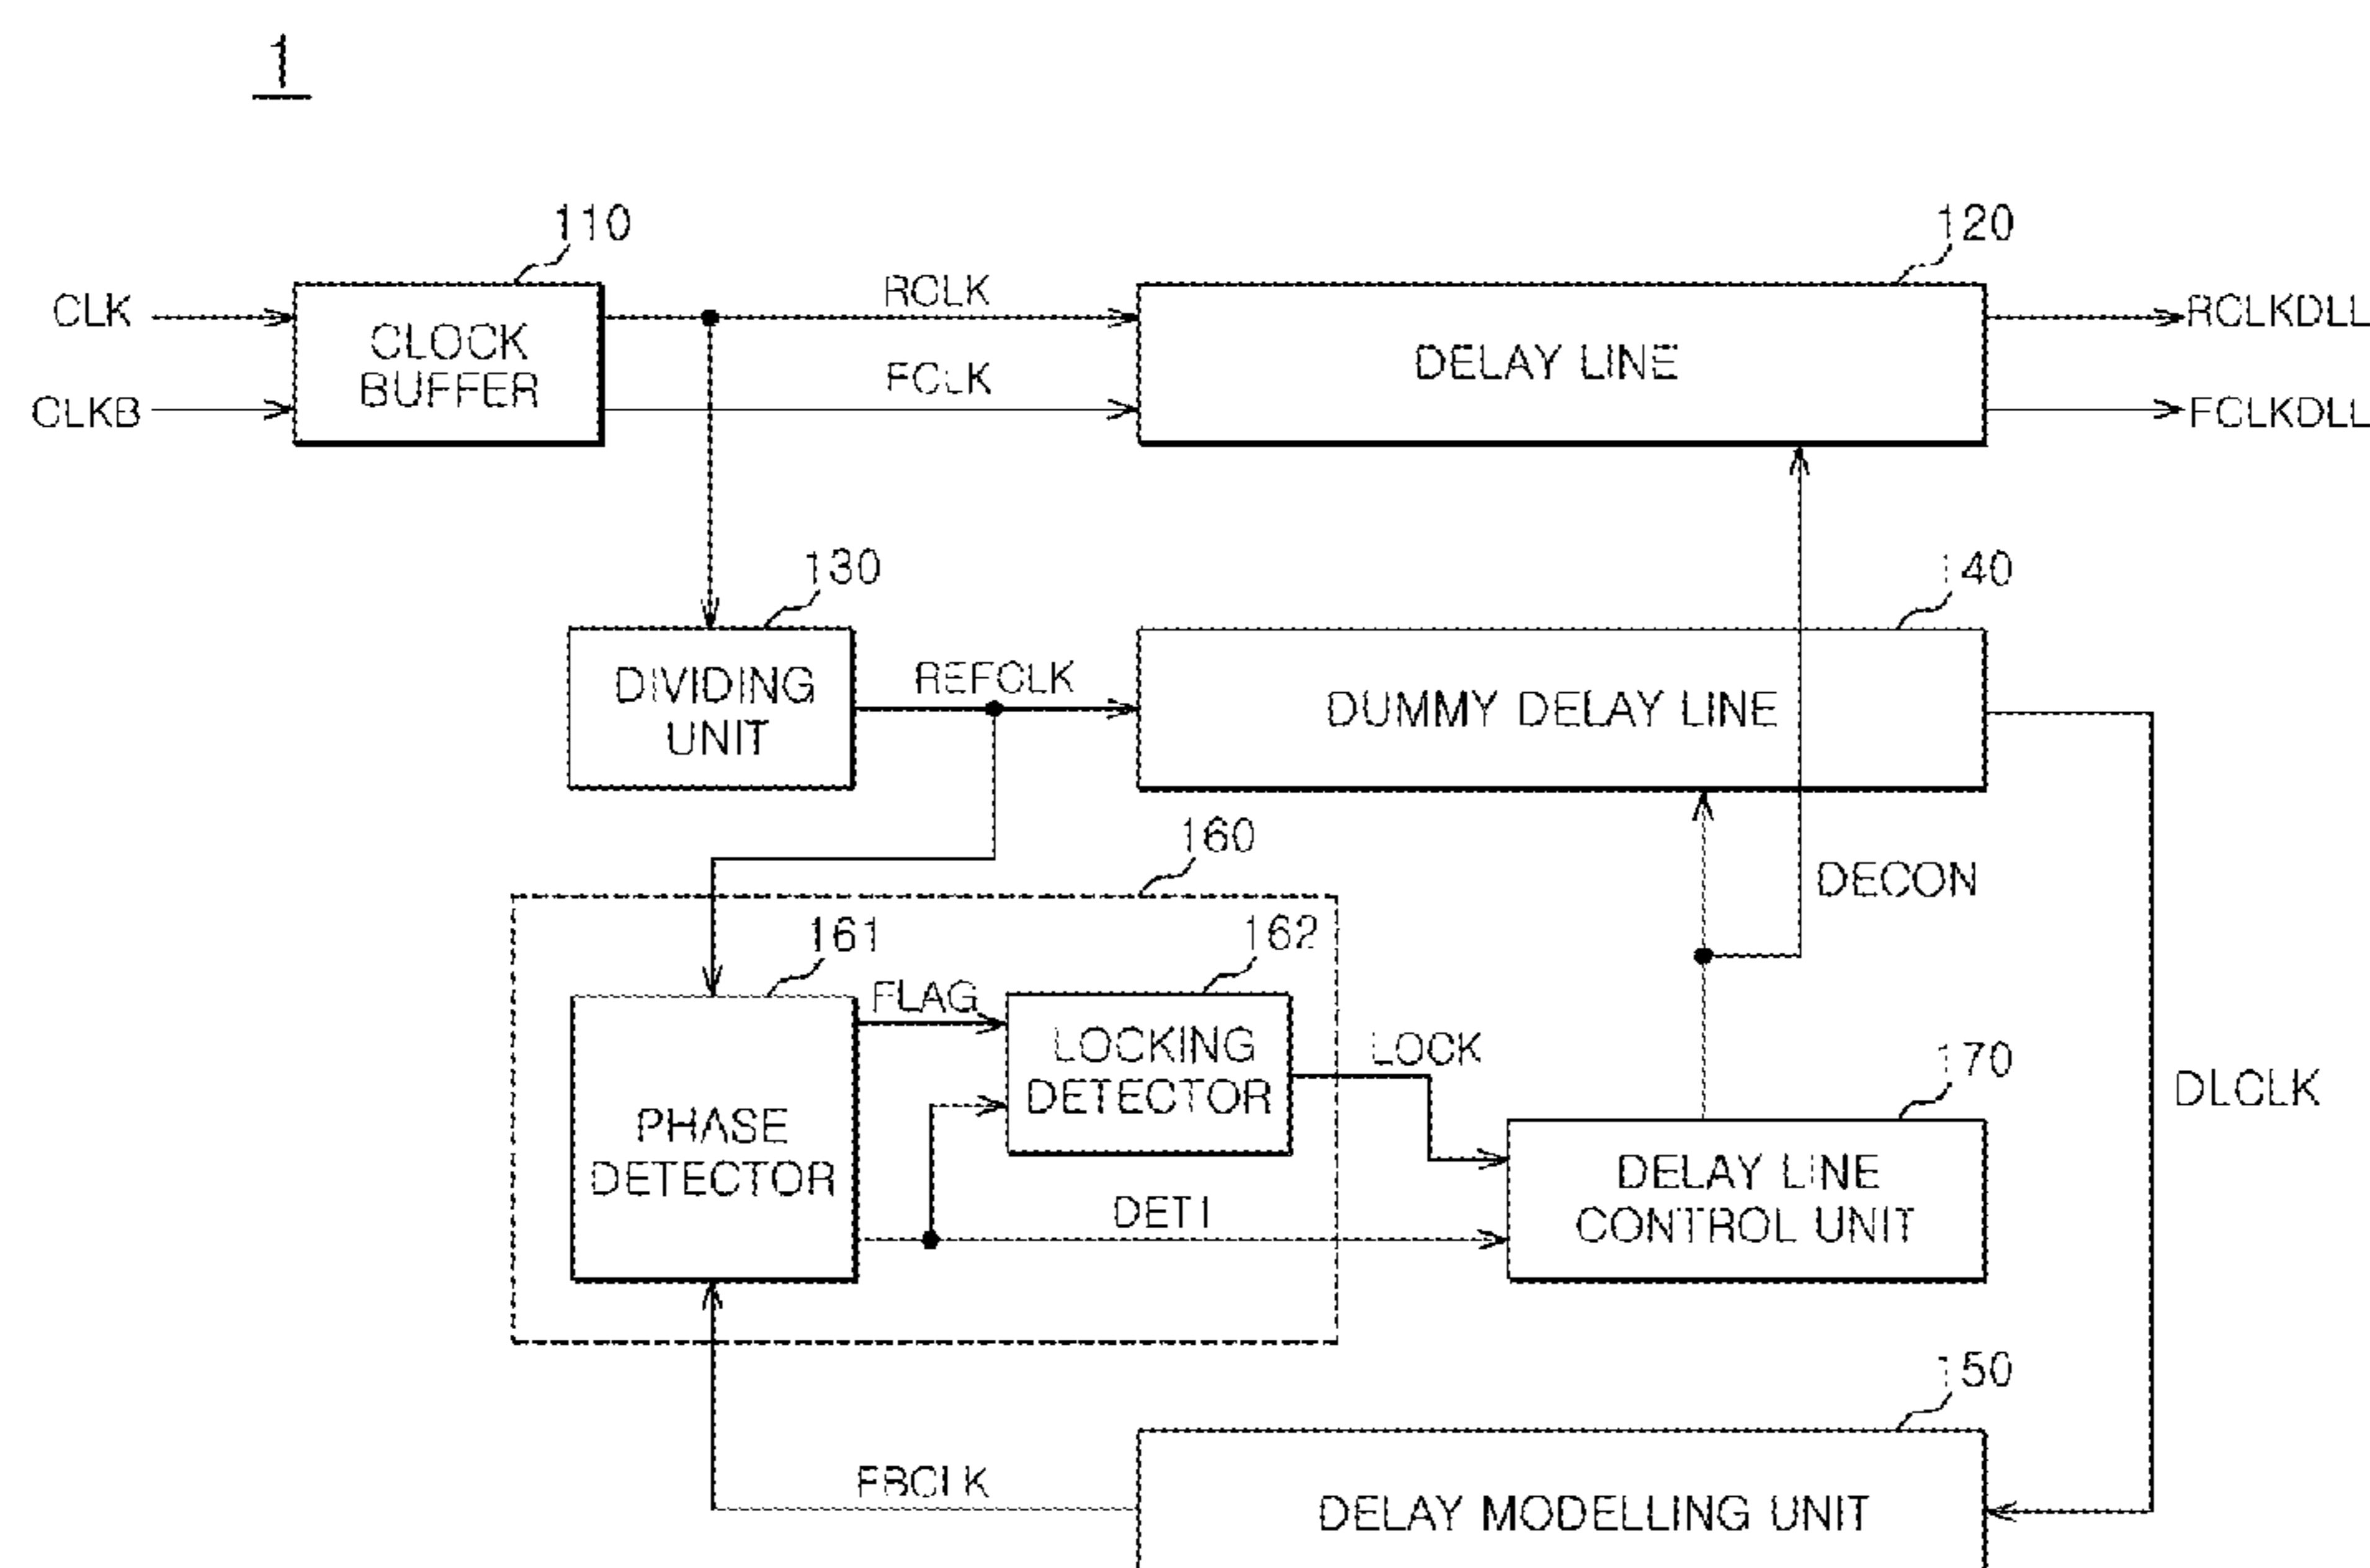 1
110
120
CLK
CLKB
CLOCK
BUFFER
RCLK
FCLK
DELAY LINE
RCLKDLL
FCLKDLL
130
140
DIVIDING
UNIT
REFCLK
DUMMY DELAY LINE
160
DECON
161
162
FLAG
LOCKING
DETECTOR
LOCK
170
DLCLK
PHASE
DETECTOR
DET1
DELAY LINE
CONTROL UNIT
150
FBCLK
DELAY MODELLING UNIT